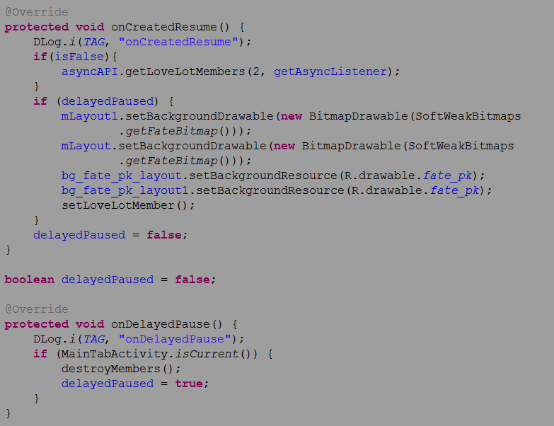 @Override
protected void onCreatedResume() {
    DLog.i(TAG, "onCreatedResume");
    if(isFalse){
        asyncAPI.getLoveLotMembers(2, getAsyncListener);
    }
    if (delayedPaused) {
        mLayout1.setBackgroundDrawable(new BitmapDrawable(SoftWeakBitmaps
                .getFateBitmap()));
        mLayout.setBackgroundDrawable(new BitmapDrawable(SoftWeakBitmaps
                .getFateBitmap()));
        bg_fate_pk_layout.setBackgroundResource(R.drawable.fate_pk);
        bg_fate_pk_layout1.setBackgroundResource(R.drawable.fate_pk);
        setLoveLotMember();
    }
    delayedPaused = false;
}

boolean delayedPaused = false;

@Override
protected void onDelayedPause() {
    DLog.i(TAG, "onDelayedPause");
    if (MainTabActivity.isCurrent()) {
        destroyMembers();
        delayedPaused = true;
    }
}